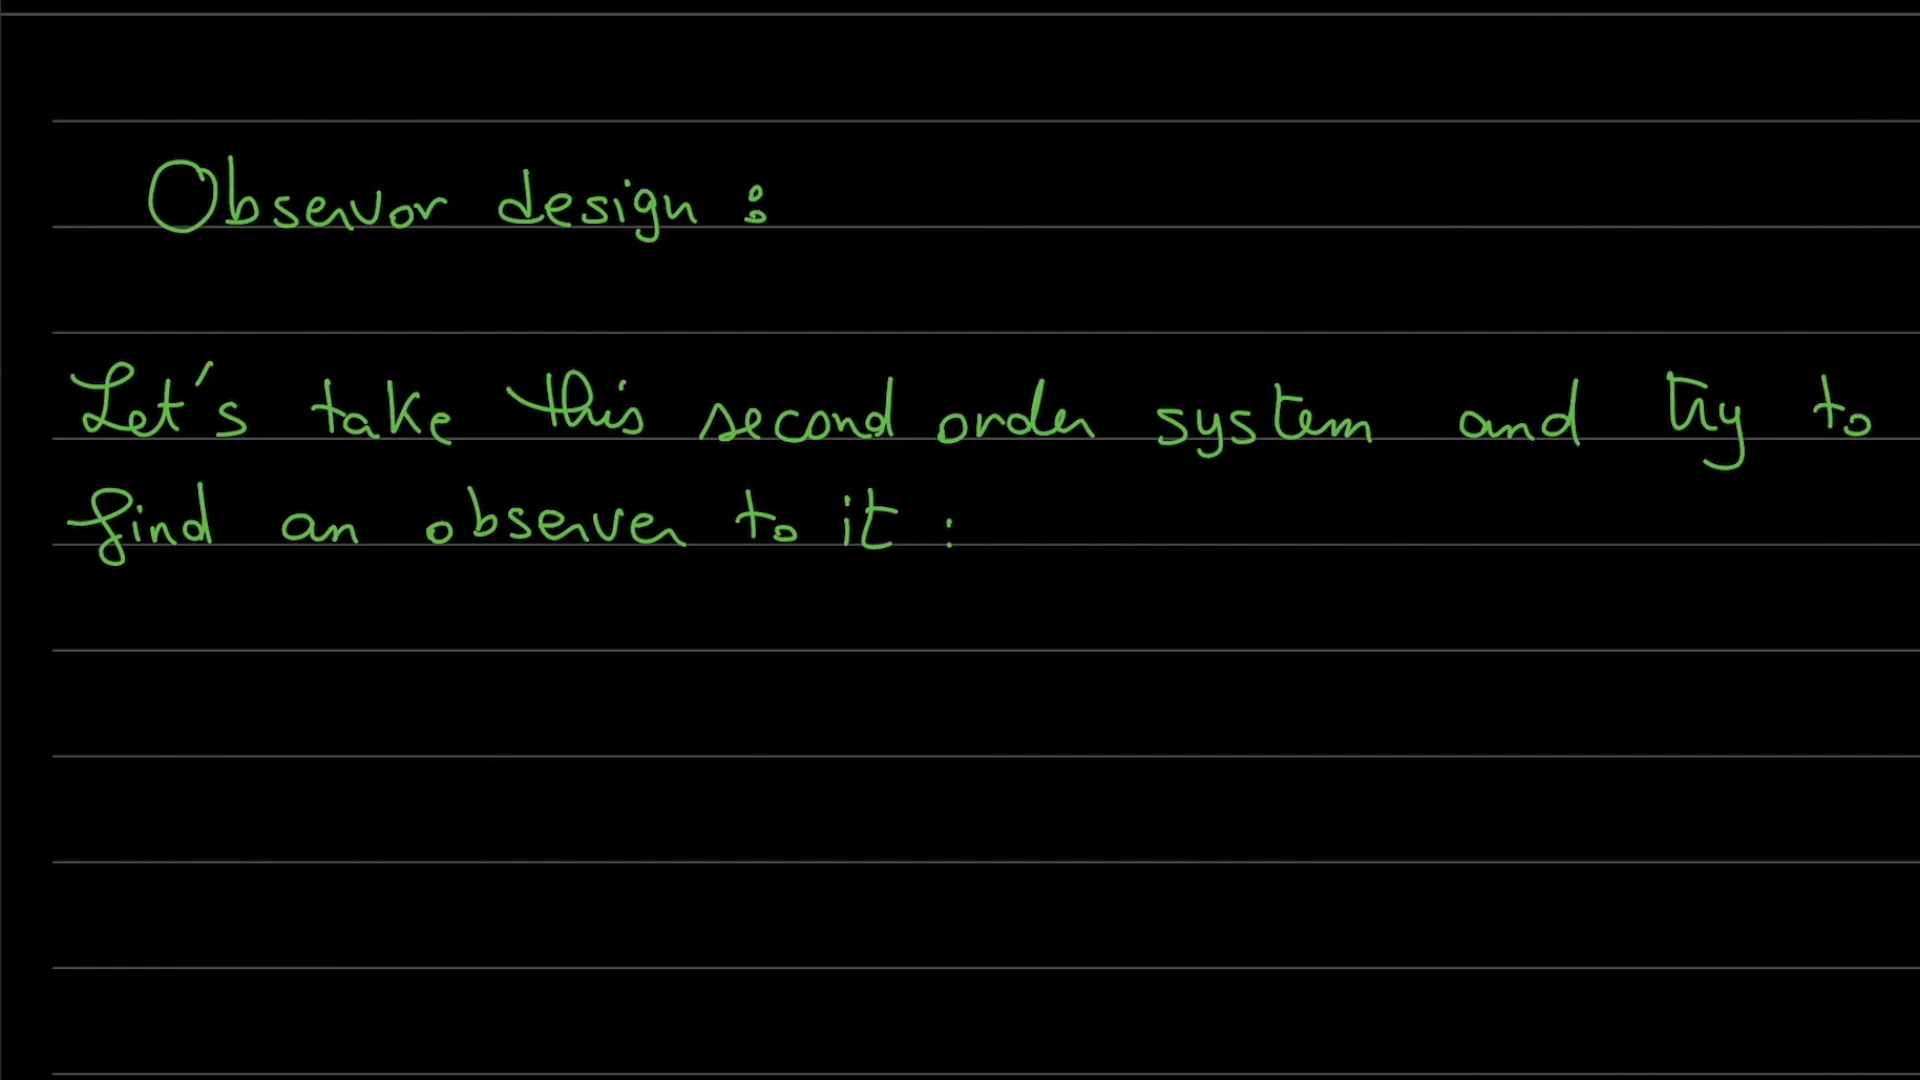 Observor design :
Let's take this second order system and try to
find an observer to it :